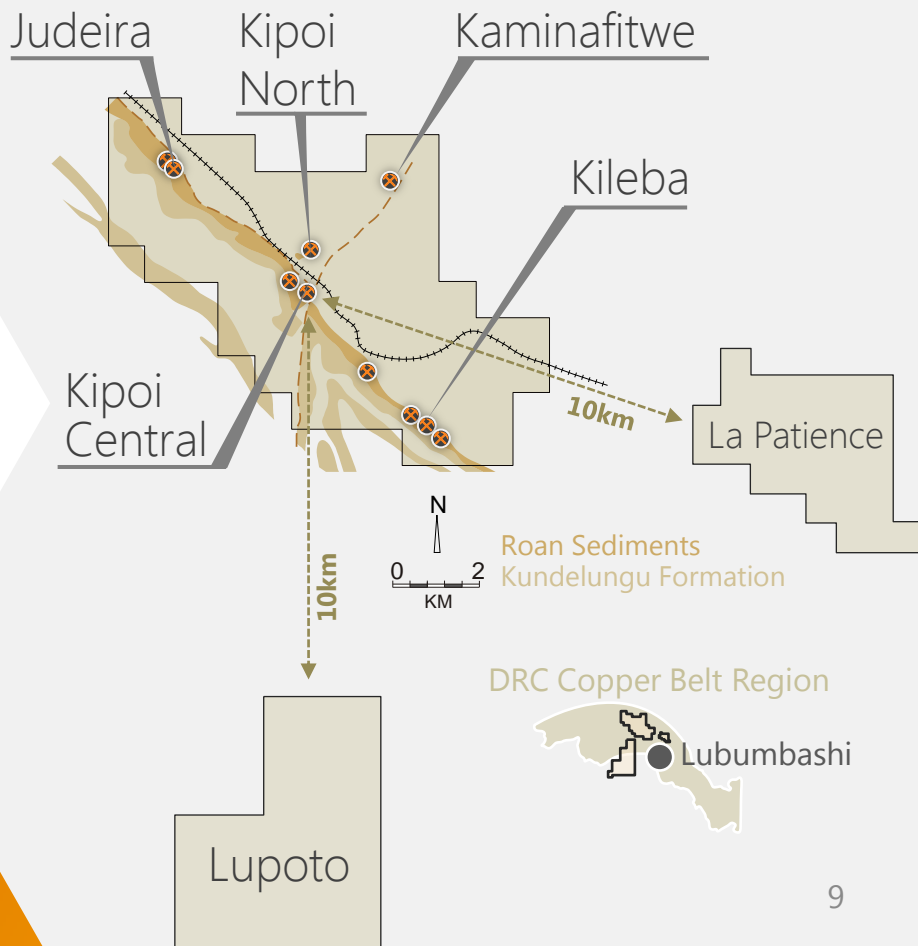 Judeira
Kipoi
North
Kaminafitwe
Kileba
Kipoi
Central
10km
La Patience
10km
N
0 2
KM
Roan Sediments
Kundelungu Formation
DRC Copper Belt Region
Lubumbashi
Lupoto
9